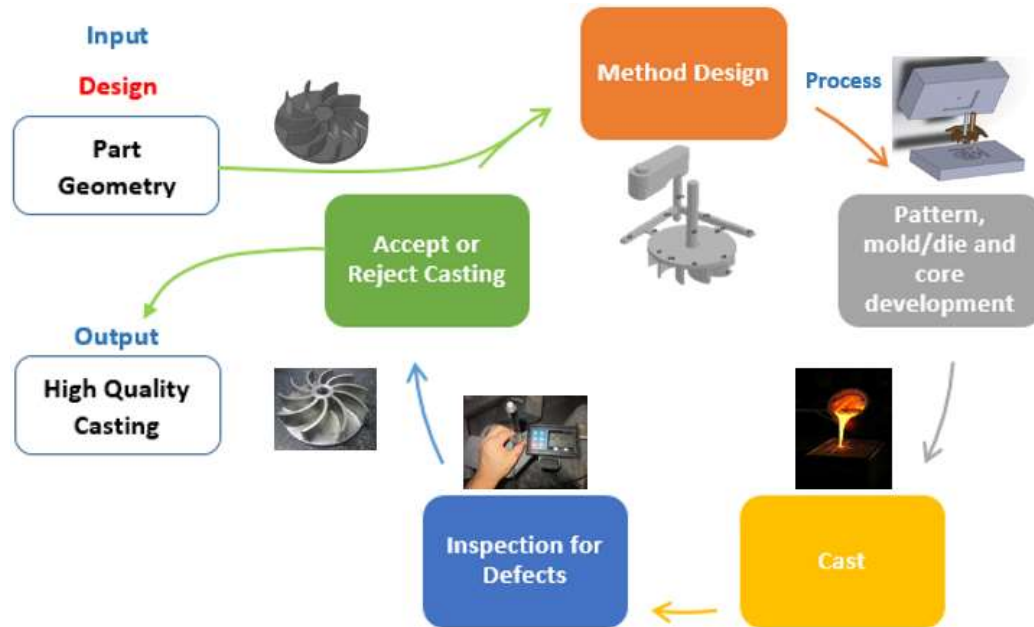 Input
Design
Part
Geometry
Method Design
Process
Pattern,
mold/die and
core
development
Accept or
Reject Casting
Output
High Quality
Casting
Inspection for
Defects
Cast